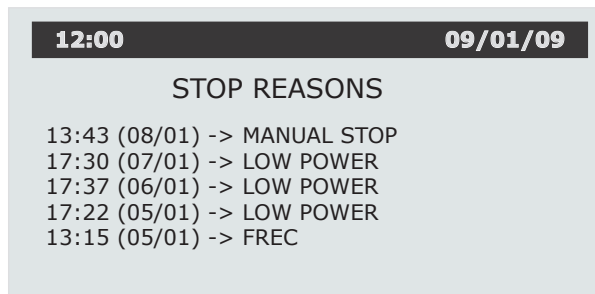 12:00 09/01/09
STOP REASONS
13:43 (08/01) -> MANUAL STOP
17:30 (07/01) -> LOW POWER
17:37 (06/01) -> LOW POWER
17:22 (05/01) -> LOW POWER
13:15 (05/01) -> FREC